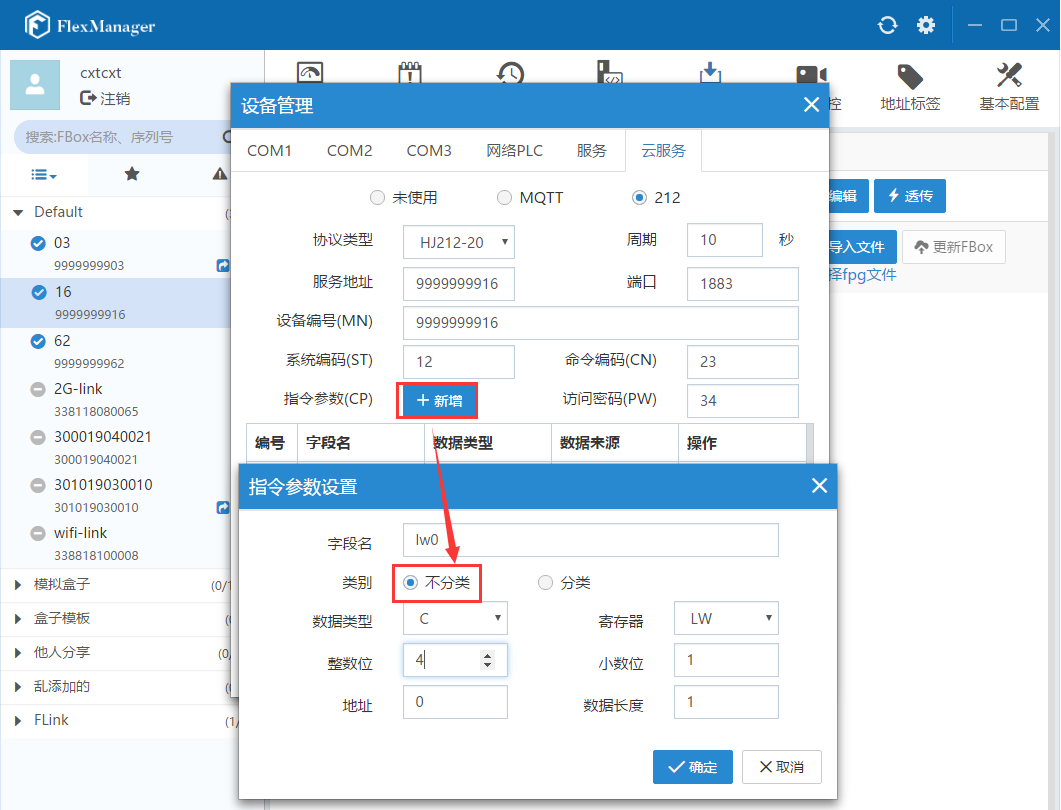 FlexManager
cxtcxt
注销
控
地址标签
基本配置
搜索:FBox名称、序列号
Default
03
9999999903
16
9999999916
62
9999999962
2G-link
338118080065
300019040021
300019040021
301019030010
301019030010
wifi-link
338818100008
模拟盒子 (0/1
盒子模板
他人分享 (0/
乱添加的
FLink (1/
编辑 透传
导入文件 更新FBox
择fpg文件
设备管理
COM1 COM2 COM3 网络PLC 服务 云服务
未使用 MQTT 212
协议类型 HJ212-20 周期 10 秒
服务地址 9999999916 端口 1883
设备编号(MN) 9999999916
系统编码(ST) 12 命令编码(CN) 23
指令参数(CP) 新增 访问密码(PW) 34
编号 字段名 数据类型 数据来源 操作
指令参数设置
字段名 lw0
类别 不分类 分类
数据类型 C 寄存器 LW
整数位 4 小数位 1
地址 0 数据长度 1
确定 取消